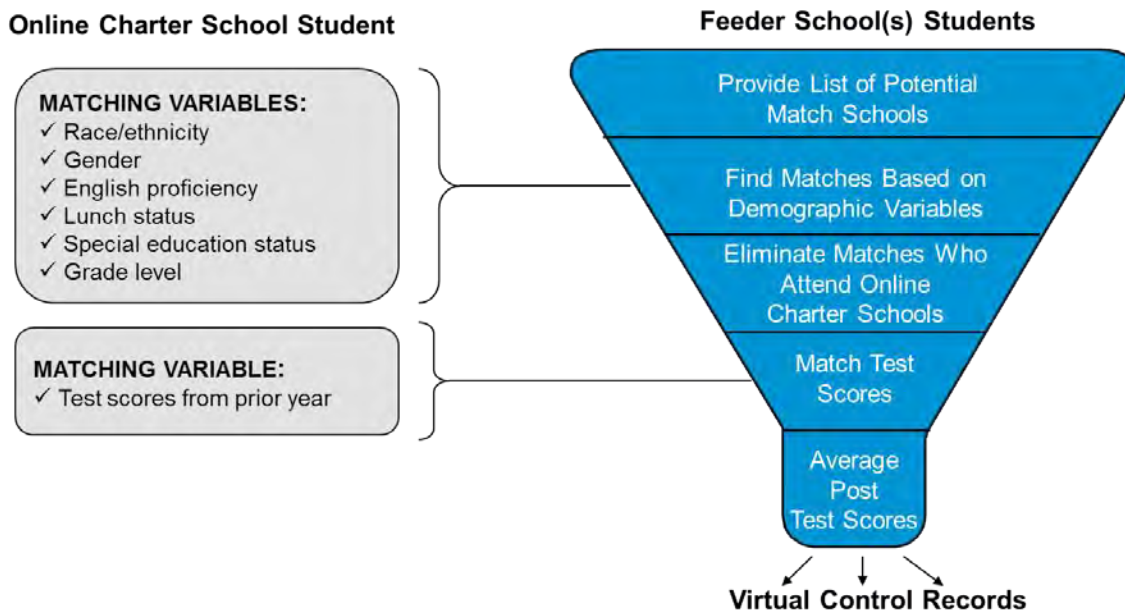 Online Charter School Student
MATCHING VARIABLES:
✓ Race/ethnicity
✓ Gender
✓ English proficiency
✓ Lunch status
✓ Special education status
✓ Grade level
MATCHING VARIABLE:
✓ Test scores from prior year
Feeder School(s) Students
Provide List of Potential
Match Schools
Find Matches Based on
Demographic Variables
Eliminate Matches Who
Attend Online
Charter Schools
Match Test
Scores
Average
Post
Test Scores
Virtual Control Records